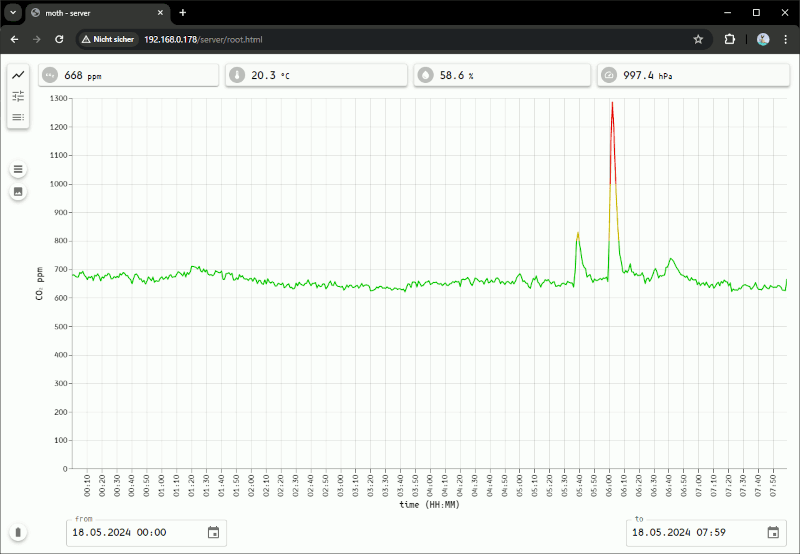 moth - server
Nicht sicher 192.168.0.178/server/root.html
668 ppm
20.3 °C
58.6 %
997.4 hPa
1300
1200
1100
1000
900
800
700
600
500
400
300
200
100
0
CO₂ ppm
00:10 00:20 00:30 00:40 00:50 01:00 01:10 01:20 01:30 01:40 01:50 02:00 02:10 02:20 02:30 02:40 02:50 03:00 03:10 03:20 03:30 03:40 03:50 04:00 04:10 04:20 04:30 04:40 04:50 05:00 05:10 05:20 05:30 05:40 05:50 06:00 06:10 06:20 06:30 06:40 06:50 07:00 07:10 07:20 07:30 07:40 07:50
time (HH:MM)
from
18.05.2024 00:00
to
18.05.2024 07:59